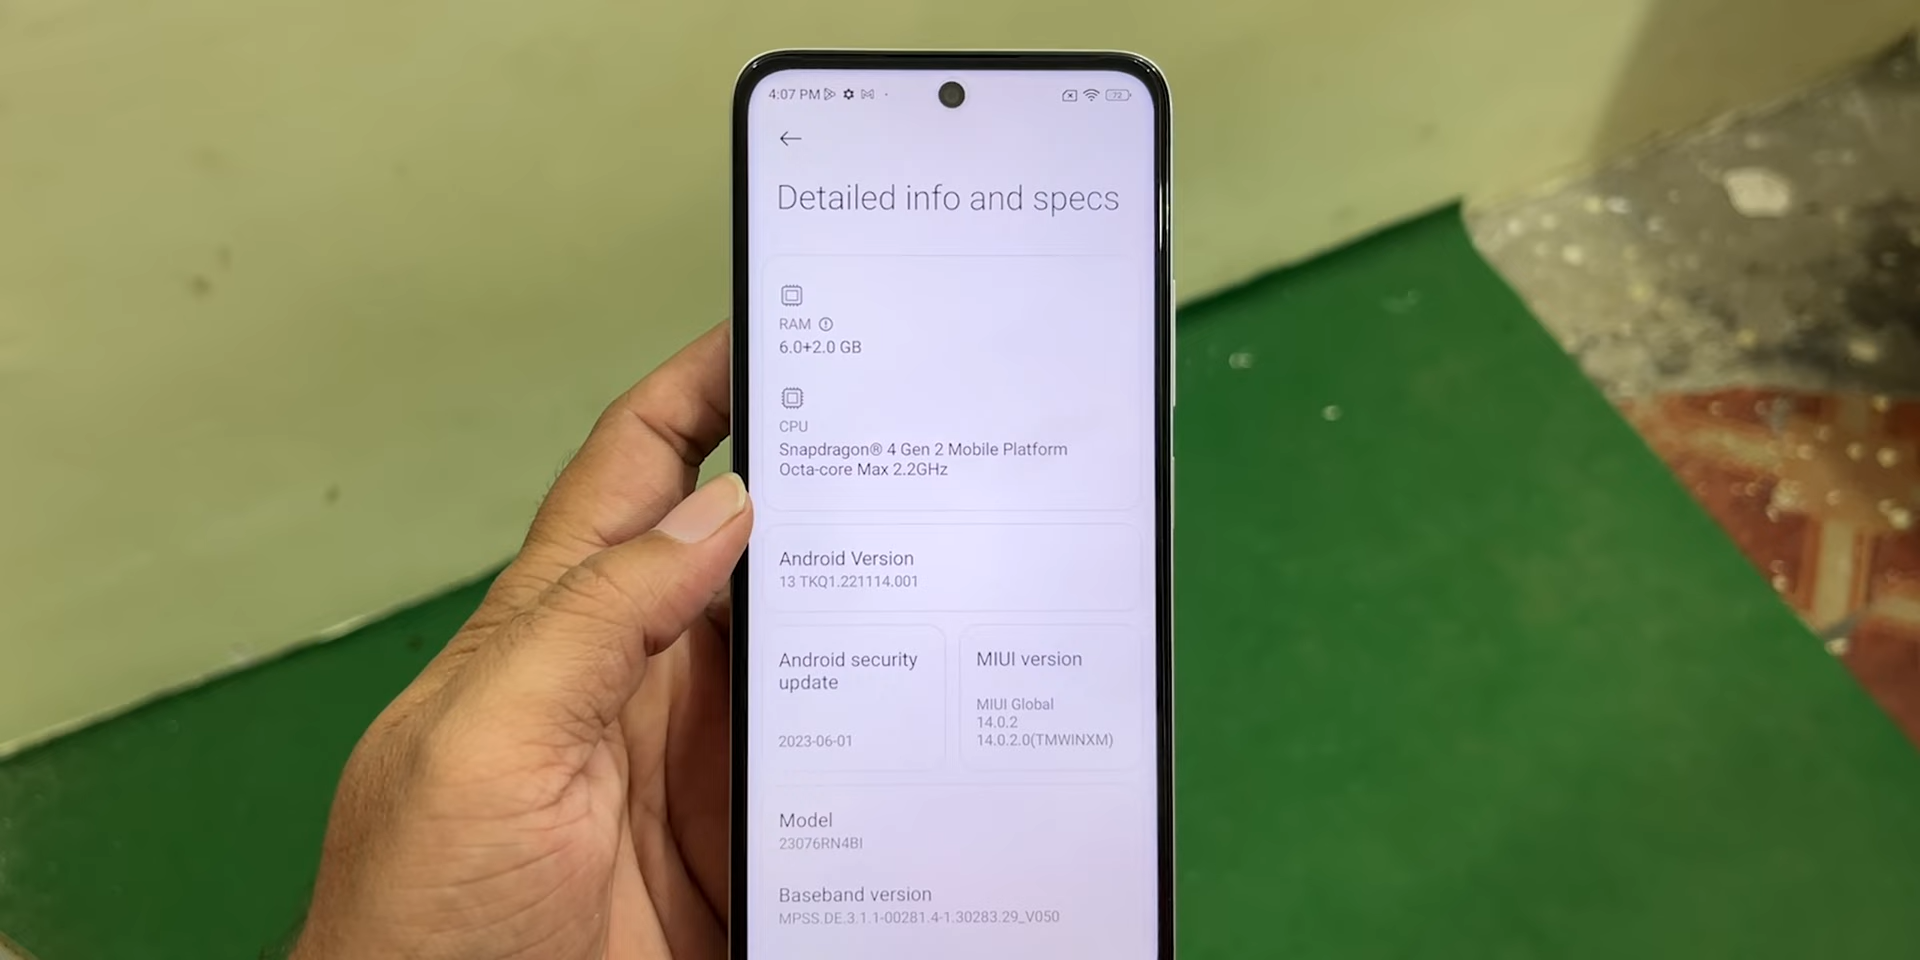 4:07 PM
72
Detailed info and specs
RAM
6.0+2.0 GB
CPU
Snapdragon® 4 Gen 2 Mobile Platform
Octa-core Max 2.2GHz
Android Version
13 TKQ1.221114.001
Android security
update
2023-06-01
MIUI version
MIUI Global
14.0.2
14.0.2.0(TMWINXM)
Model
23076RN4BI
Baseband version
MPSS.DE.3.1.1-00281.4-1.30283.29_V050